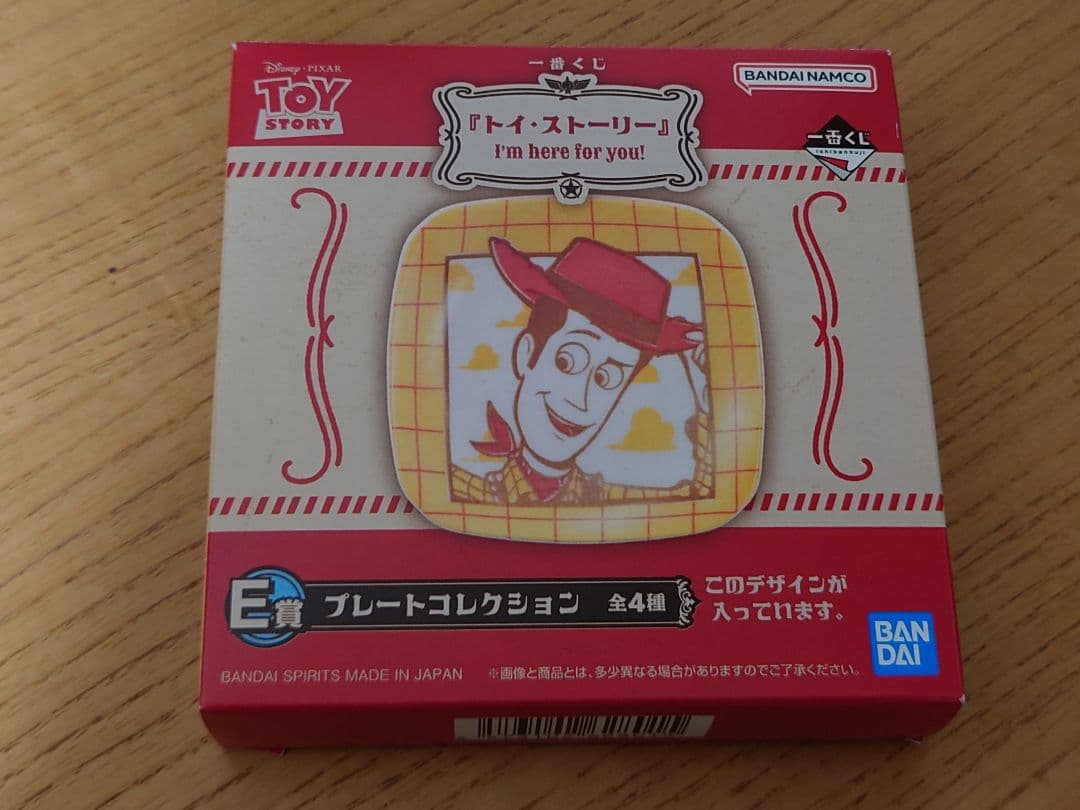 Disney・PIXAR
TOY
STORY
一番くじ
『トイ・ストーリー』
I'm here for you!
BANDAI NAMCO
一番くじ
ichibankuji
E賞
プレートコレクション 全4種
このデザインが
入っています。
BANDAI SPIRITS MADE IN JAPAN
※画像と商品とは、多少異なる場合がありますのでご了承ください。
BAN
DAI